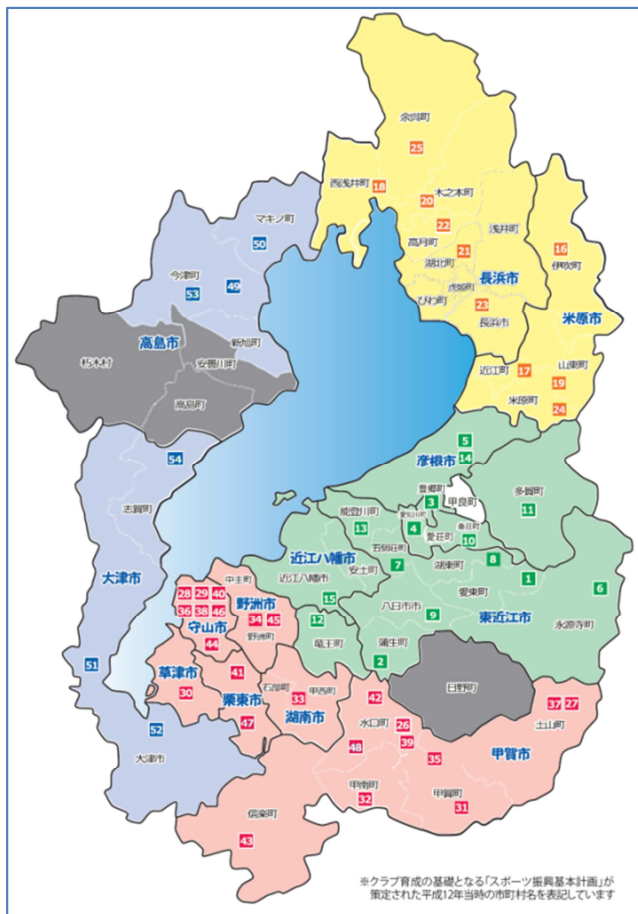 余呉町
25
西浅井町
18
木之本町
20
22
浅井町
マキノ町
50
高月町
21
16
伊吹町
湖北町
長浜市
今津町
53
49
虎姫町
びわ町
23
長浜市
米原市
新旭町
高島市
安曇川町
朽木村
高島町
近江町
17
山東町
19
米原町
24
5
彦根市
14
54
多賀町
11
豊郷町
3
甲良町
志賀町
能登川町
13
愛知川町
4
秦荘町
10
愛荘町
近江八幡市
五個荘町
7
湖東町
8
安土町
1
愛東町
6
大津市
中主町
28 29 40
36 38 46
守山市
44
野洲市
34 45
野洲町
近江八幡市
15
八日市市
9
東近江市
永源寺町
12
竜王町
蒲生町
2
51
草津市
30
41
栗東市
47
石部町
33
甲西町
湖南市
日野町
42
水口町
26
39
37 27
土山町
甲賀市
52
大津市
48
35
甲南町
32
甲賀町
31
信楽町
43
※クラブ育成の基礎となる「スポーツ振興基本計画」が
策定された平成12年当時の市町村名を表記しています